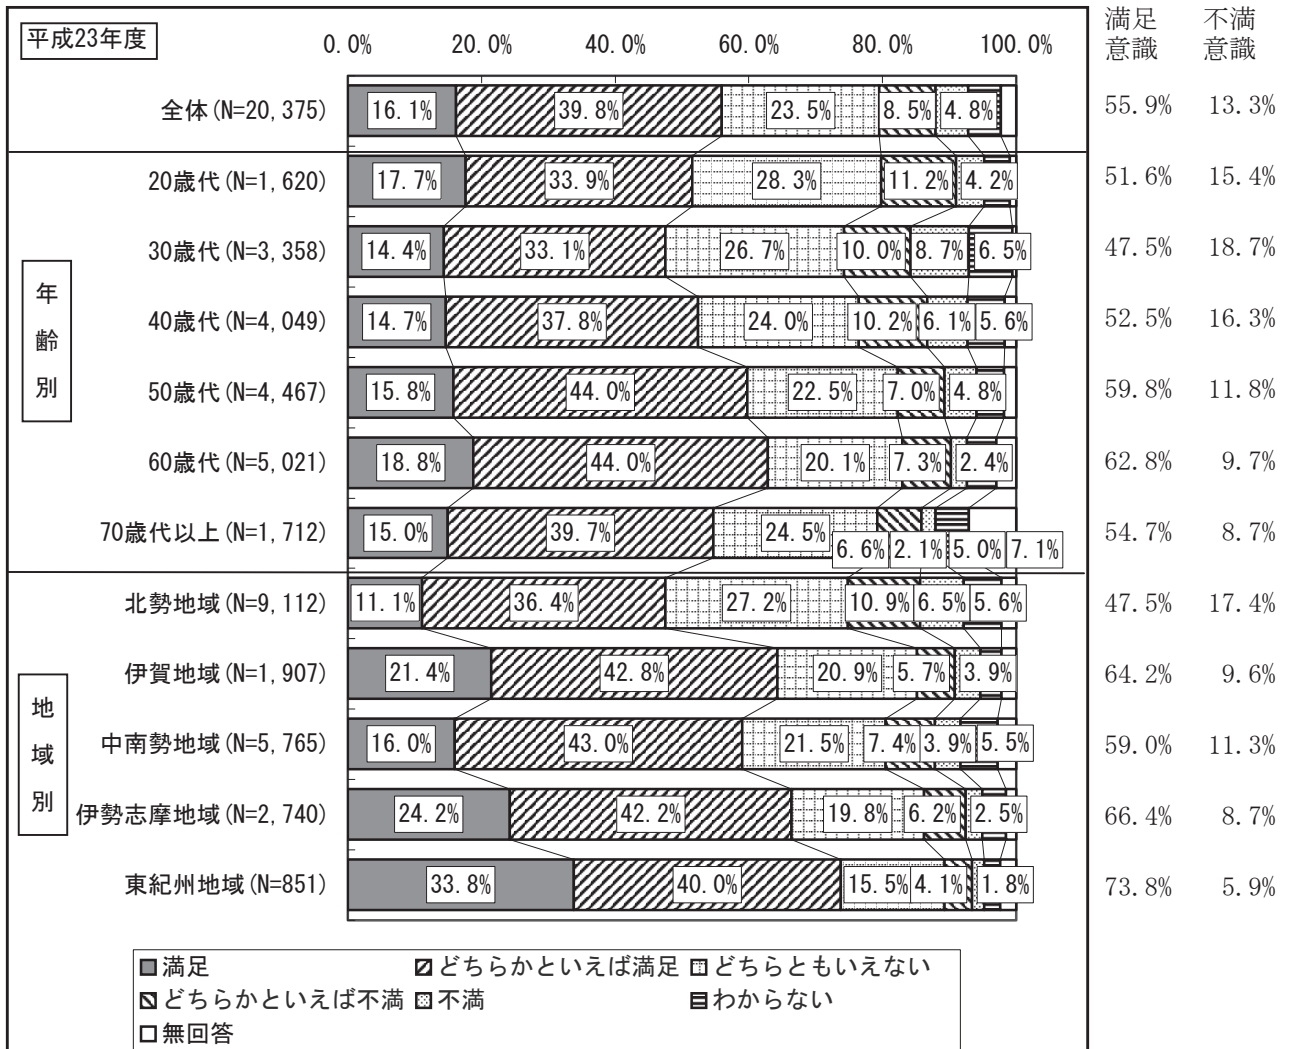 満足 不満
意識 意識
平成23年度
0.0% 20.0% 40.0% 60.0% 80.0% 100.0%
全体(N=20,375) 16.1% 39.8% 23.5% 8.5% 4.8% 55.9% 13.3%
年齢別
20歳代(N=1,620) 17.7% 33.9% 28.3% 11.2% 4.2% 51.6% 15.4%
30歳代(N=3,358) 14.4% 33.1% 26.7% 10.0% 8.7% 6.5% 47.5% 18.7%
40歳代(N=4,049) 14.7% 37.8% 24.0% 10.2% 6.1% 5.6% 52.5% 16.3%
50歳代(N=4,467) 15.8% 44.0% 22.5% 7.0% 4.8% 59.8% 11.8%
60歳代(N=5,021) 18.8% 44.0% 20.1% 7.3% 2.4% 62.8% 9.7%
70歳代以上(N=1,712) 15.0% 39.7% 24.5% 6.6% 2.1% 5.0% 7.1% 54.7% 8.7%
地域別
北勢地域(N=9,112) 11.1% 36.4% 27.2% 10.9% 6.5% 5.6% 47.5% 17.4%
伊賀地域(N=1,907) 21.4% 42.8% 20.9% 5.7% 3.9% 64.2% 9.6%
中南勢地域(N=5,765) 16.0% 43.0% 21.5% 7.4% 3.9% 5.5% 59.0% 11.3%
伊勢志摩地域(N=2,740) 24.2% 42.2% 19.8% 6.2% 2.5% 66.4% 8.7%
東紀州地域(N=851) 33.8% 40.0% 15.5% 4.1% 1.8% 73.8% 5.9%
満足 どちらかといえば満足 どちらともいえない
どちらかといえば不満 不満 わからない
無回答